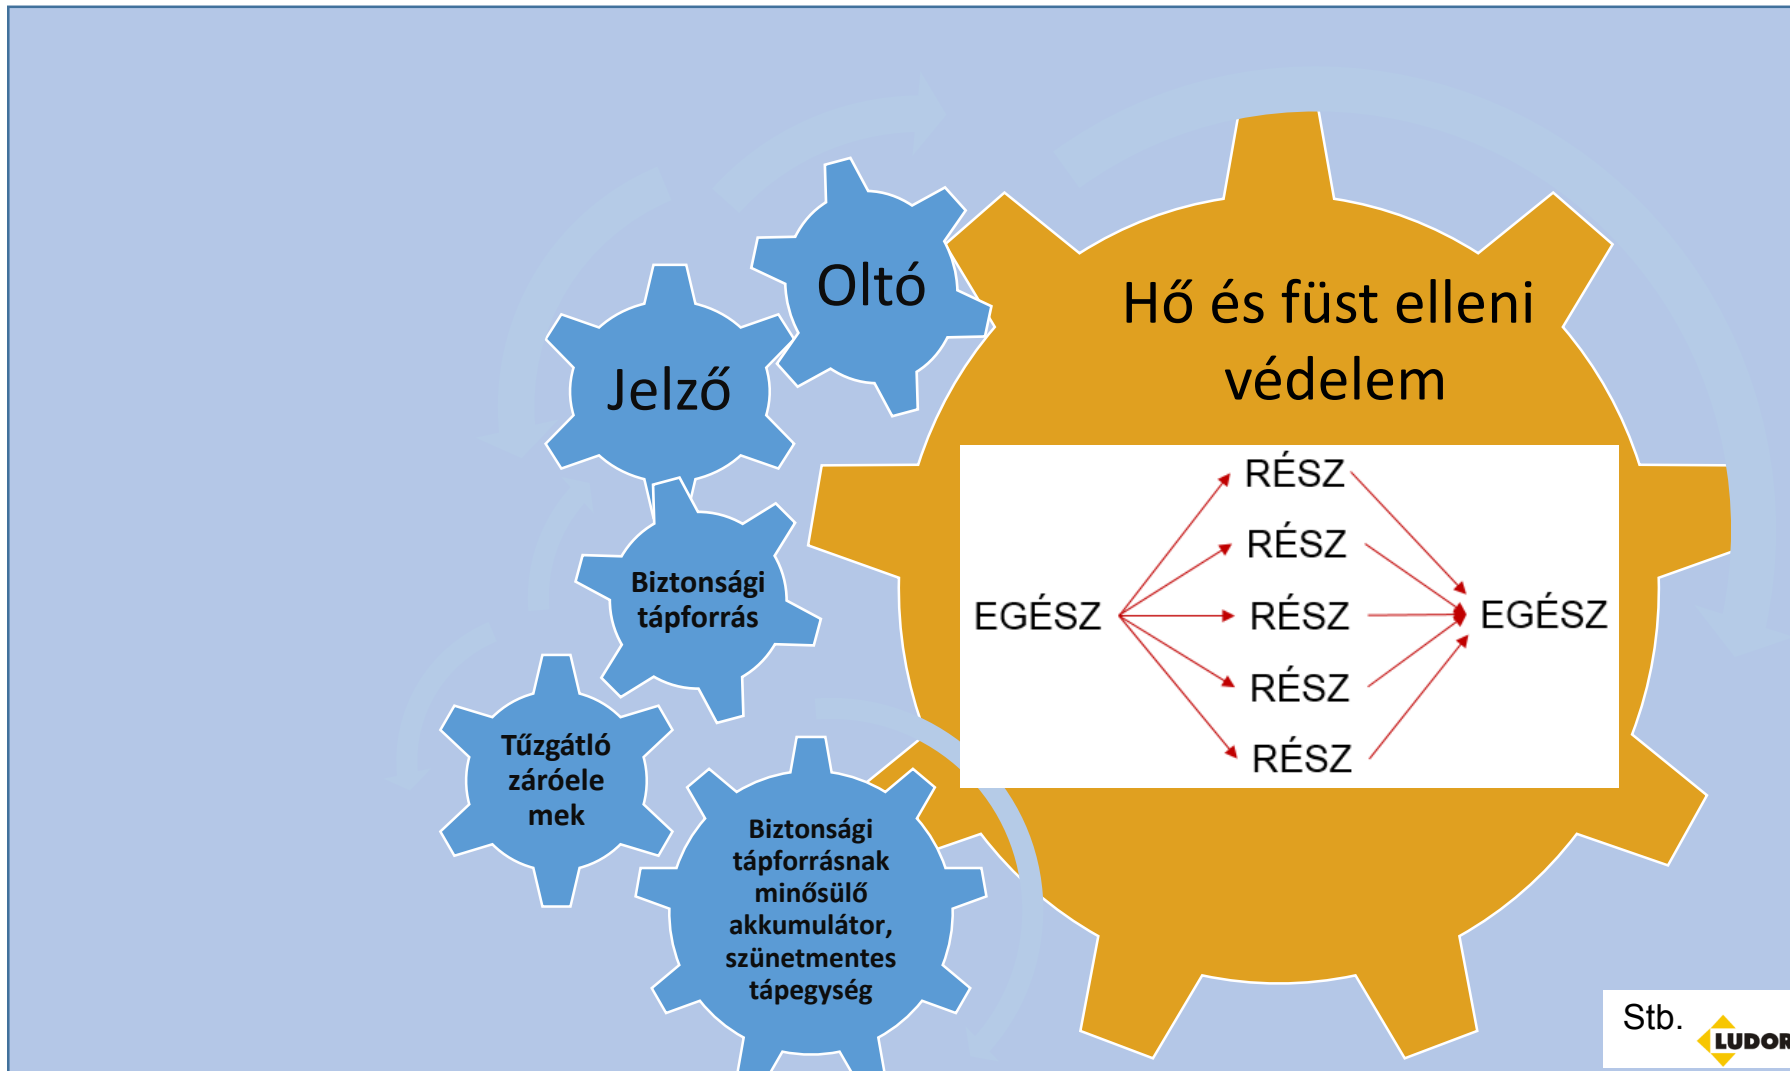 Oltó
Jelző
Hő és füst elleni
védelem
Biztonsági
tápforrás
Tűzgátló
záróele
mek
Biztonsági
tápforrásnak
minősülő
akkumulátor,
szünetmentes
tápegység
EGÉSZ
RÉSZ
RÉSZ
RÉSZ
RÉSZ
RÉSZ
EGÉSZ
Stb.
LUDOR